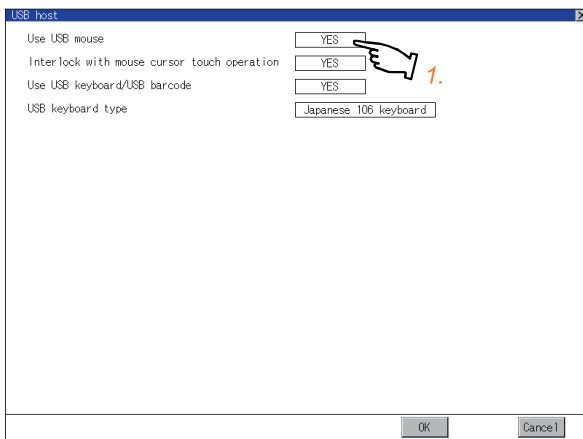 USB host
Use USB mouse YES
Interlock with mouse cursor touch operation YES
1.
Use USB keyboard/USB barcode YES
USB keyboard type Japanese 106 keyboard
OK Cancel